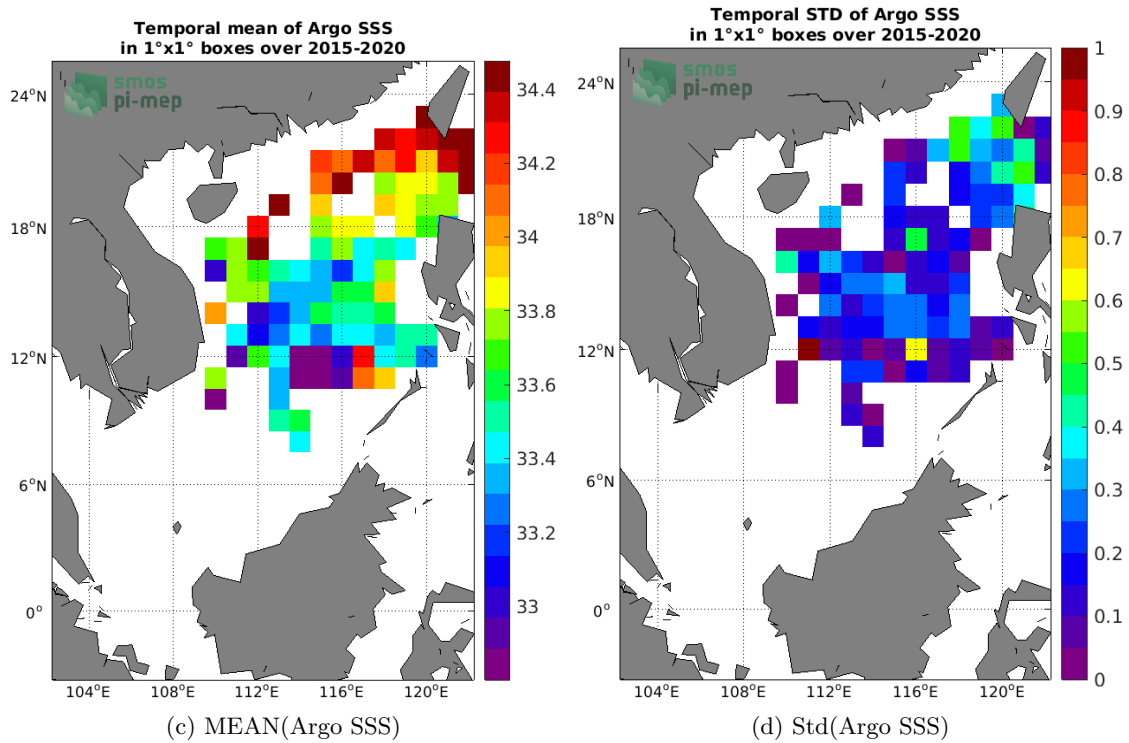 Temporal mean of Argo SSS
in 1°x1° boxes over 2015-2020
smos
pi-mep
24°N
18°N
12°N
6°N
0°
104°E
108°E
112°E
116°E
120°E
34.4
34.2
34
33.8
33.6
33.4
33.2
33
(c) MEAN(Argo SSS)
Temporal STD of Argo SSS
in 1°x1° boxes over 2015-2020
smos
pi-mep
24°N
18°N
12°N
6°N
0°
104°E
108°E
112°E
116°E
120°E
1
0.9
0.8
0.7
0.6
0.5
0.4
0.3
0.2
0.1
0
(d) Std(Argo SSS)